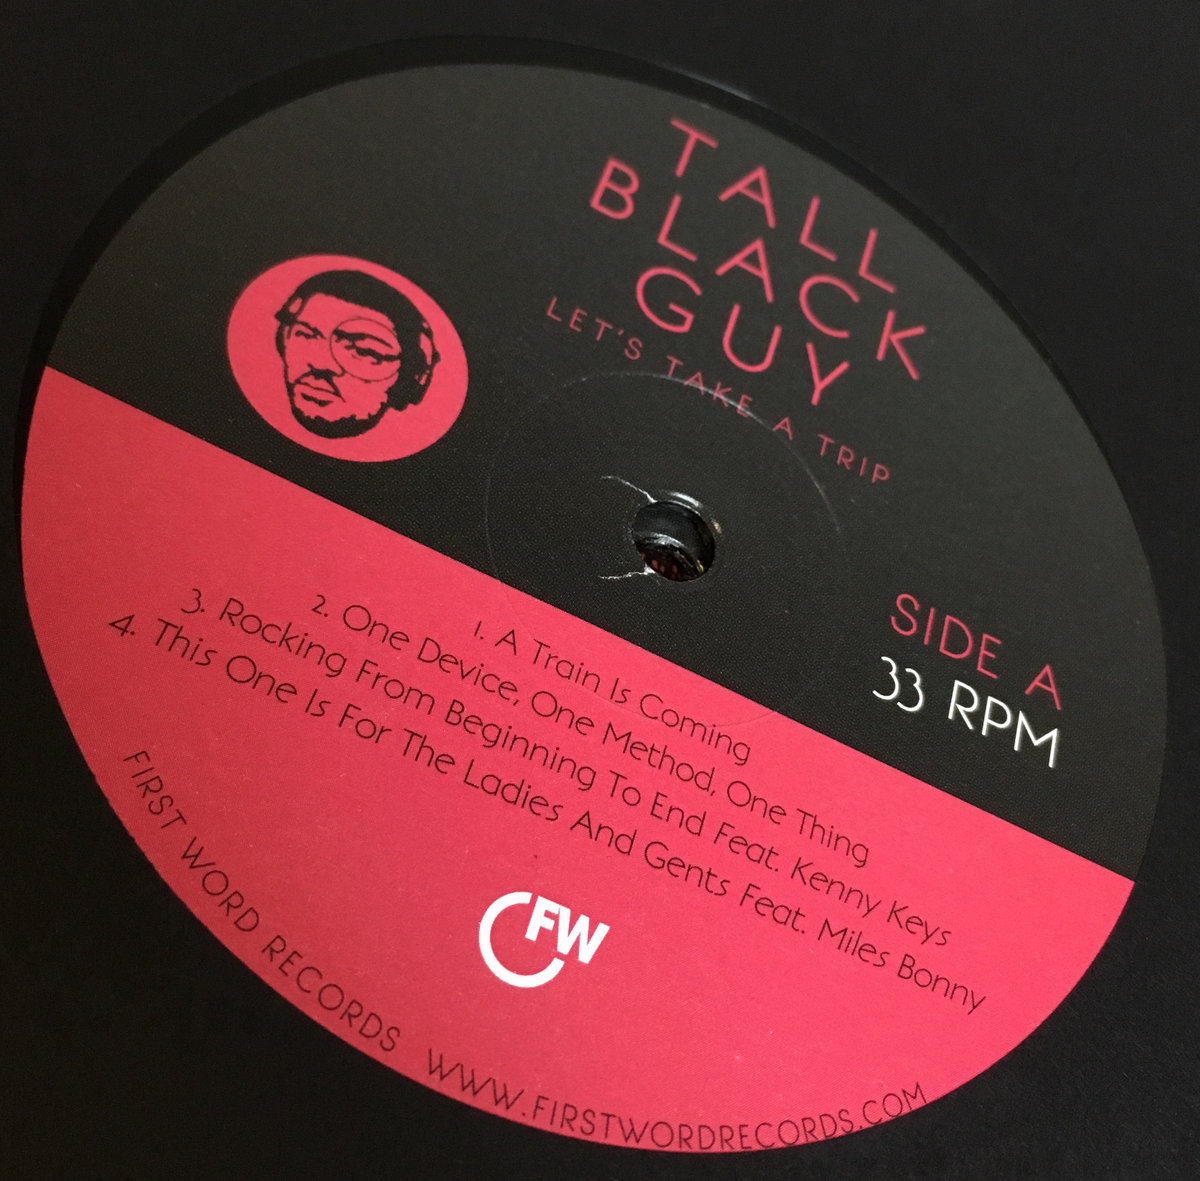 TALL
BLACK
GUY
LET'S TAKE A TRIP
SIDE A
33 RPM
1. A Train Is Coming
2. One Device, One Method, One Thing
3. Rocking From Beginning To End Feat. Kenny Keys
4. This One Is For The Ladies And Gents Feat. Miles Bonny
FW
FIRST WORD RECORDS WWW.FIRSTWORDRECORDS.COM